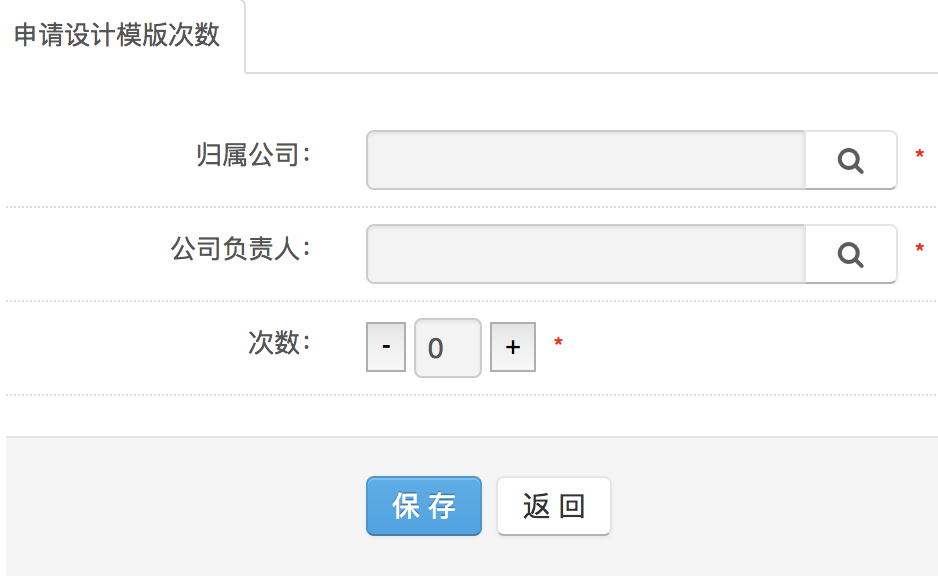 申请设计模版次数
归属公司： *
公司负责人： *
次数： - 0 + *
保 存 返 回